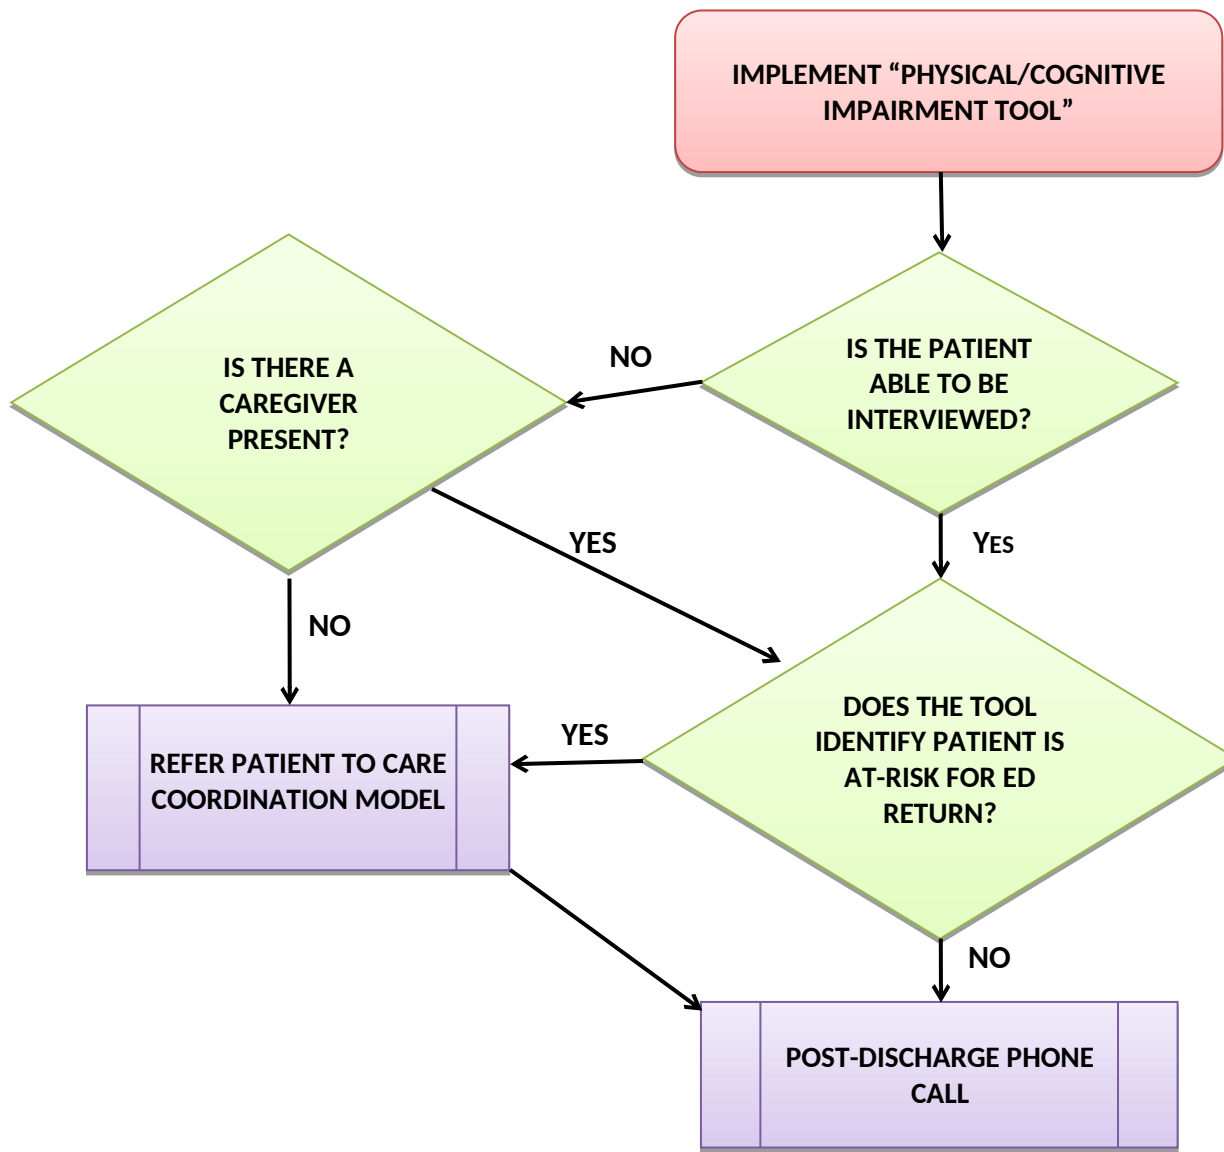 IMPLEMENT “PHYSICAL/COGNITIVE
IMPAIRMENT TOOL”
IS THE PATIENT
ABLE TO BE
INTERVIEWED?
NO
IS THERE A
CAREGIVER
PRESENT?
YES
YES
NO
DOES THE TOOL
IDENTIFY PATIENT IS
AT-RISK FOR ED
RETURN?
YES
REFER PATIENT TO CARE
COORDINATION MODEL
NO
POST-DISCHARGE PHONE
CALL